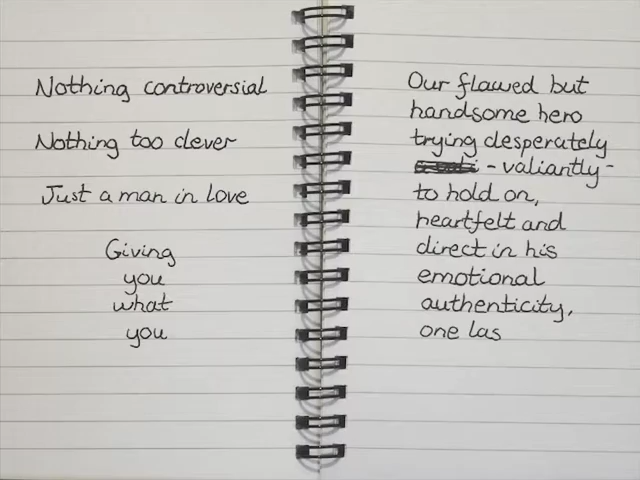 Nothing controversial
Nothing too clever
Just a man in love
Giving
you
what
you
Our flawed but
handsome hero
trying desperately
- valiantly -
to hold on,
heartfelt and
direct in his
emotional
authenticity,
one las